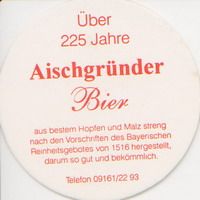 Über
225 Jahre
Aischgründer
Bier
aus bestem Hopfen und Malz streng
nach den Vorschriften des Bayerischen
Reinheitsgebotes von 1516 hergestellt,
darum so gut und bekömmlich.
Telefon 09161/22 93